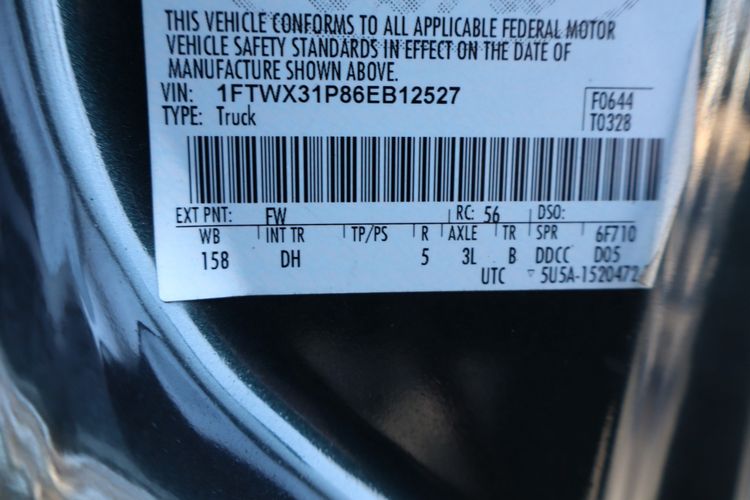 THIS VEHICLE CONFORMS TO ALL APPLICABLE FEDERAL MOTOR
VEHICLE SAFETY STANDARDS IN EFFECT ON THE DATE OF
MANUFACTURE SHOWN ABOVE.
VIN: 1FTWX31P86EB12527
F0644
TYPE: Truck
T0328
EXT PNT: FW RC: 56 DSO:
WB INT TR TP/PS R AXLE TR SPR 6F710
158 DH 5 3L B DDCC D05
UTC ▽ 5U5A-1520472